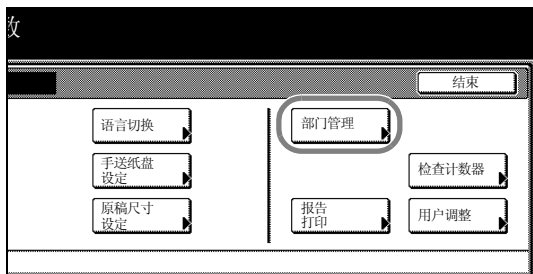 数
结束
语言切换
部门管理
手送纸盘
设定
检查计数器
原稿尺寸
设定
报告
打印
用户调整